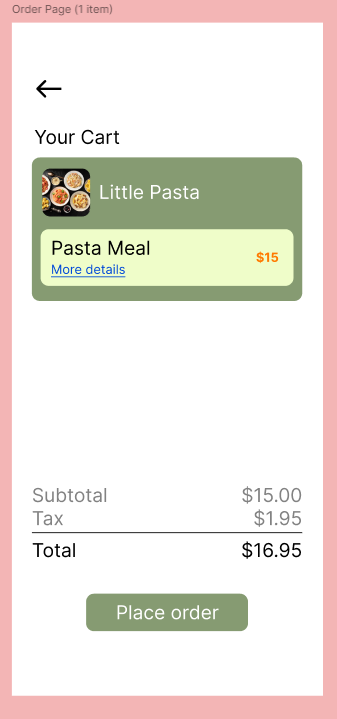 Order Page (1 item)
Your Cart
Little Pasta
Pasta Meal
More details
$15
Subtotal $15.00
Tax $1.95
Total $16.95
Place order